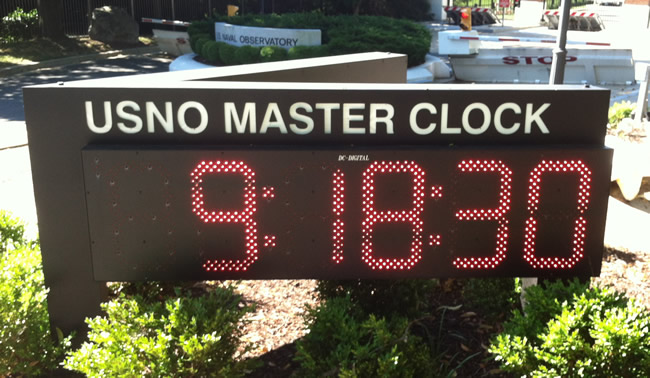 NAVAL OBSERVATORY
STOP
USNO MASTER CLOCK
DC-DIGITAL
9:18:30